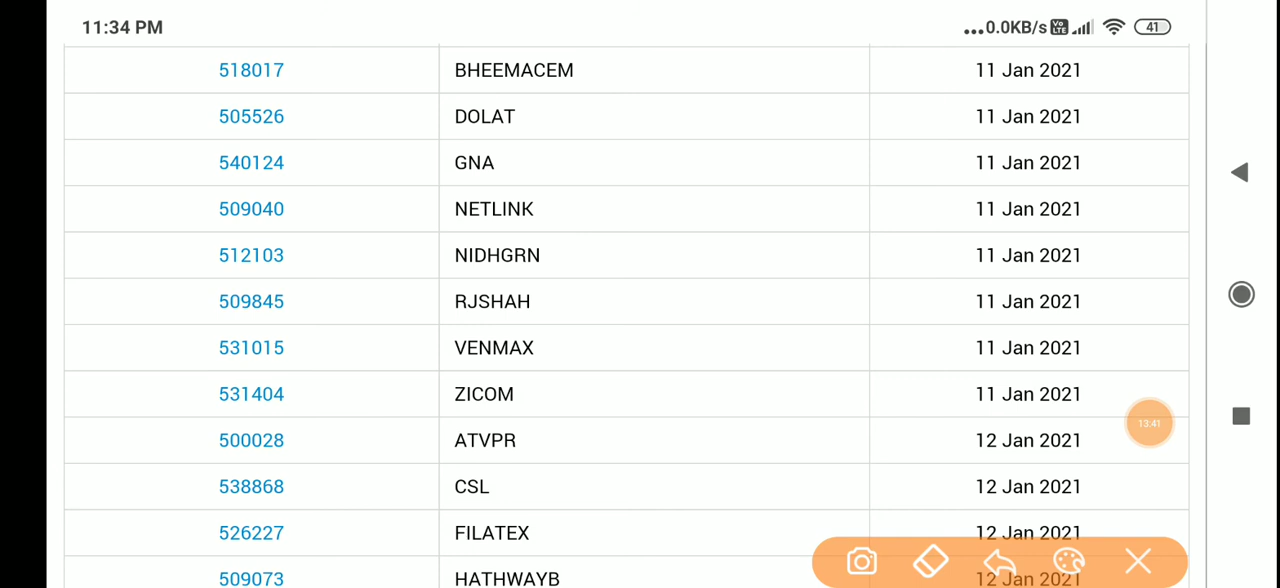 11:34 PM ...0.0KB/s Vo LTE 41
518017 BHEEMACEM 11 Jan 2021
505526 DOLAT 11 Jan 2021
540124 GNA 11 Jan 2021
509040 NETLINK 11 Jan 2021
512103 NIDHGRN 11 Jan 2021
509845 RJSHAH 11 Jan 2021
531015 VENMAX 11 Jan 2021
531404 ZICOM 11 Jan 2021
13:41
500028 ATVPR 12 Jan 2021
538868 CSL 12 Jan 2021
526227 FILATEX 12 Jan 2021
509073 HATHWAYB 12 Jan 2021